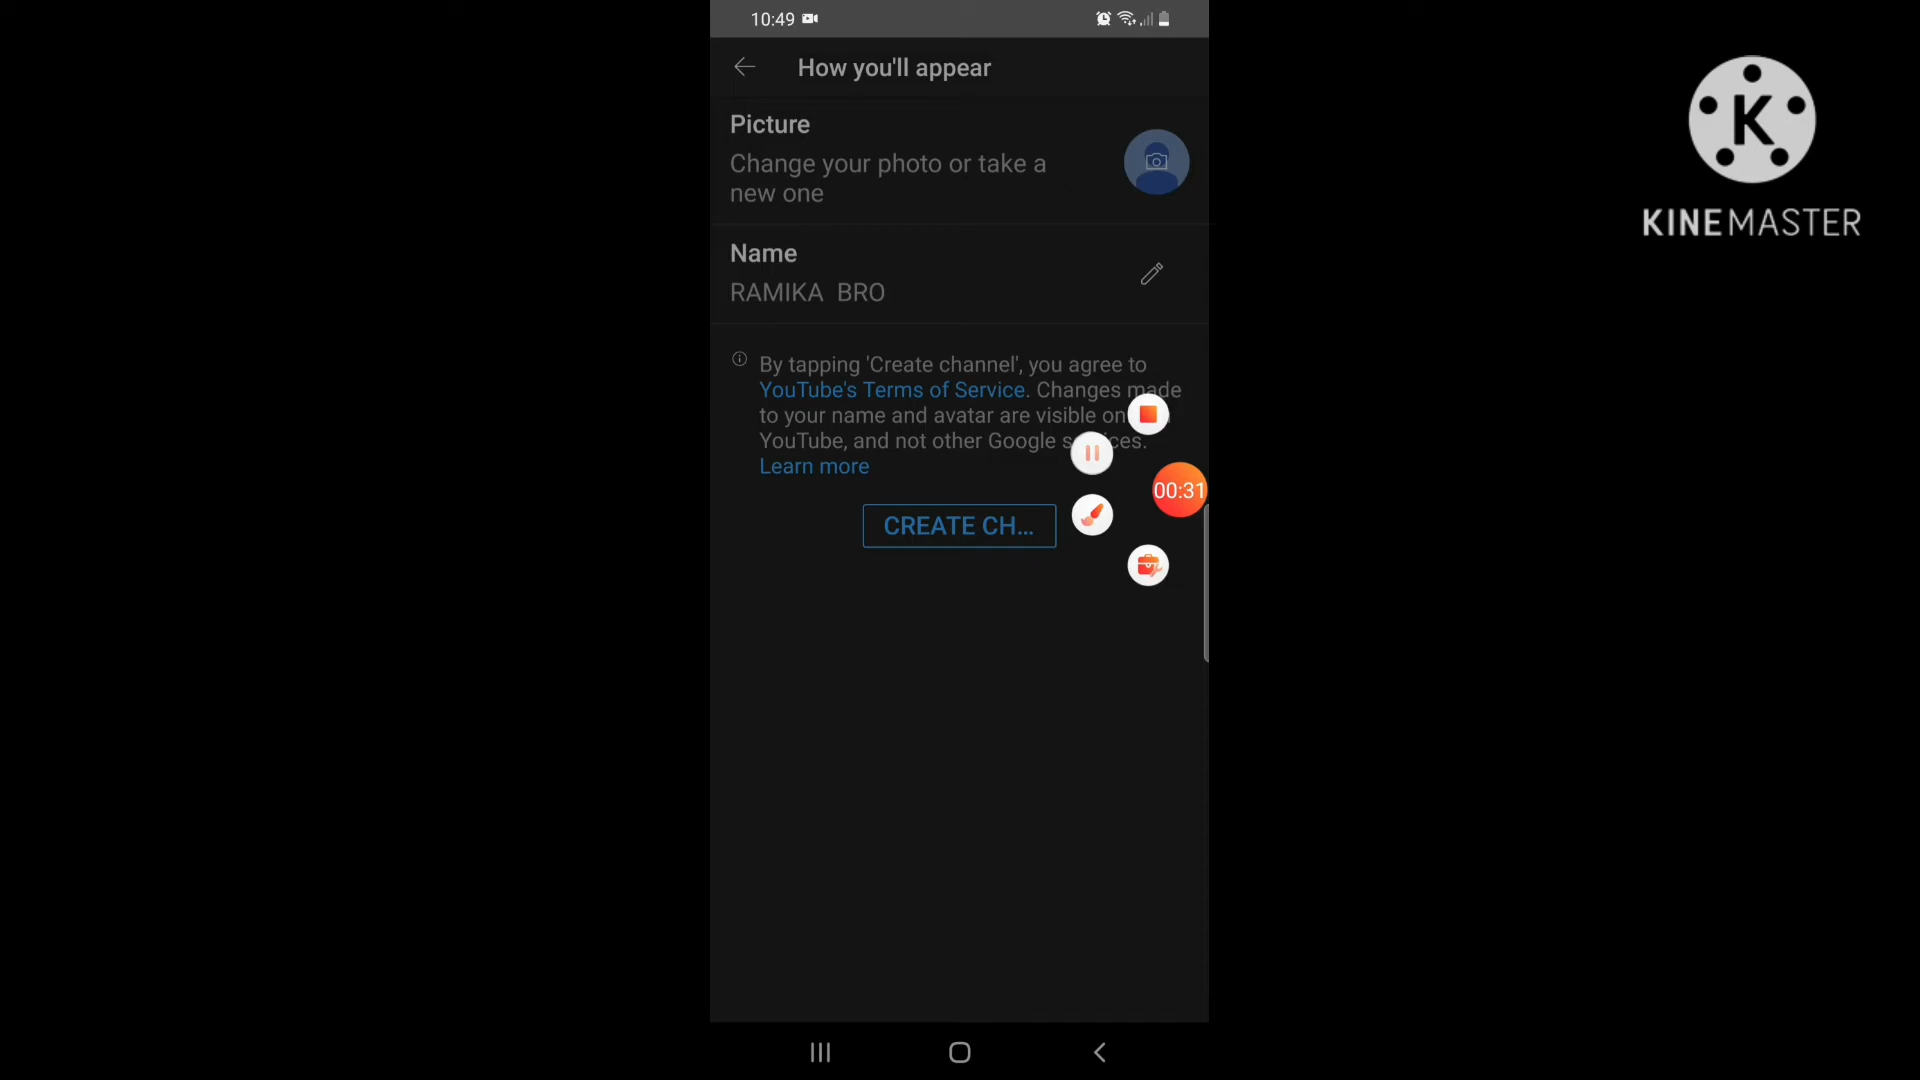 10:49
How you'll appear
Picture
Change your photo or take a
new one
Name
RAMIKA BRO
By tapping 'Create channel', you agree to
YouTube's Terms of Service. Changes made
to your name and avatar are visible on
YouTube, and not other Google s ces.
Learn more
00:31
CREATE CH...
K
KINEMASTER